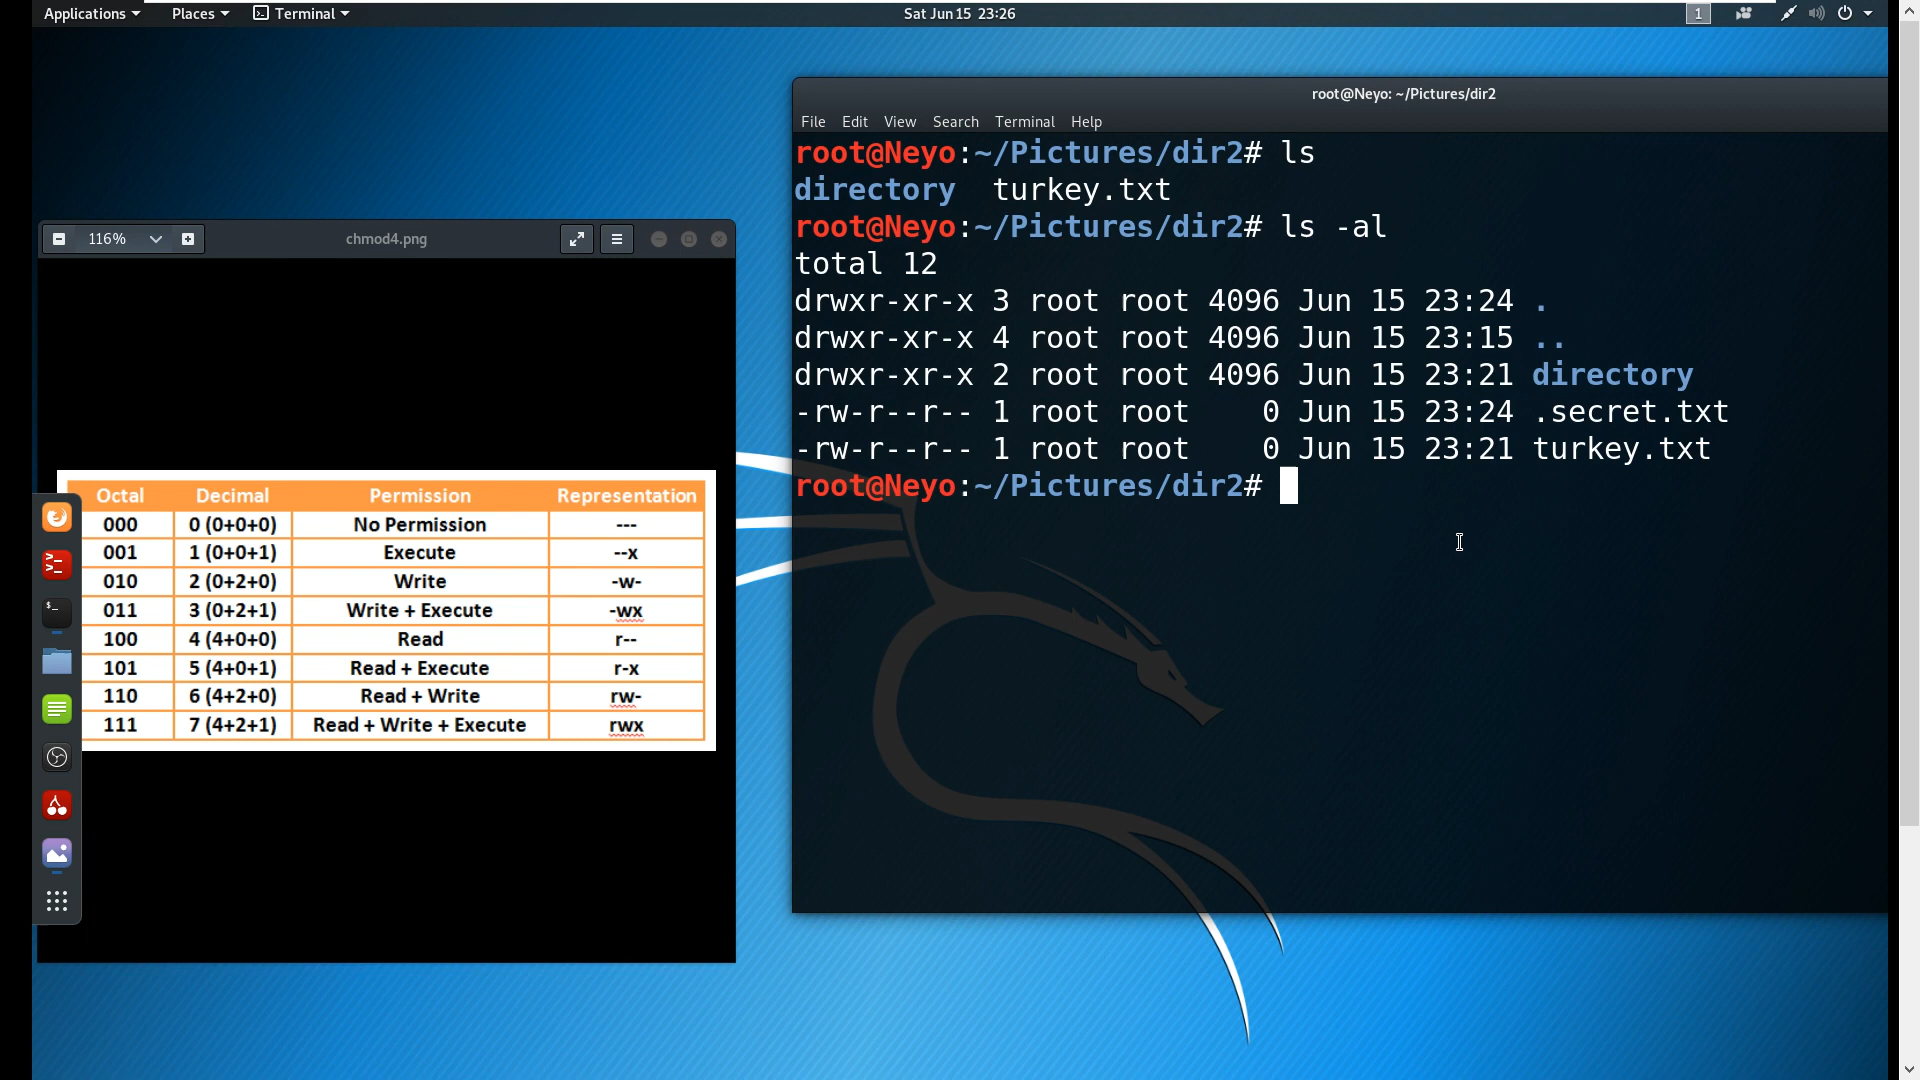 Applications Places Terminal Sat Jun 15 23:26 1
root@Neyo: ~/Pictures/dir2
File Edit View Search Terminal Help
root@Neyo:~/Pictures/dir2# ls
directory turkey.txt
root@Neyo:~/Pictures/dir2# ls -al
total 12
drwxr-xr-x 3 root root 4096 Jun 15 23:24 .
drwxr-xr-x 4 root root 4096 Jun 15 23:15 ..
drwxr-xr-x 2 root root 4096 Jun 15 23:21 directory
-rw-r--r-- 1 root root 0 Jun 15 23:24 .secret.txt
-rw-r--r-- 1 root root 0 Jun 15 23:21 turkey.txt
root@Neyo:~/Pictures/dir2#
116% chmod4.png
Octal Decimal Permission Representation
000 0 (0+0+0) No Permission ---
001 1 (0+0+1) Execute --x
010 2 (0+2+0) Write -w-
011 3 (0+2+1) Write + Execute -wx
100 4 (4+0+0) Read r--
101 5 (4+0+1) Read + Execute r-x
110 6 (4+2+0) Read + Write rw-
111 7 (4+2+1) Read + Write + Execute rwx